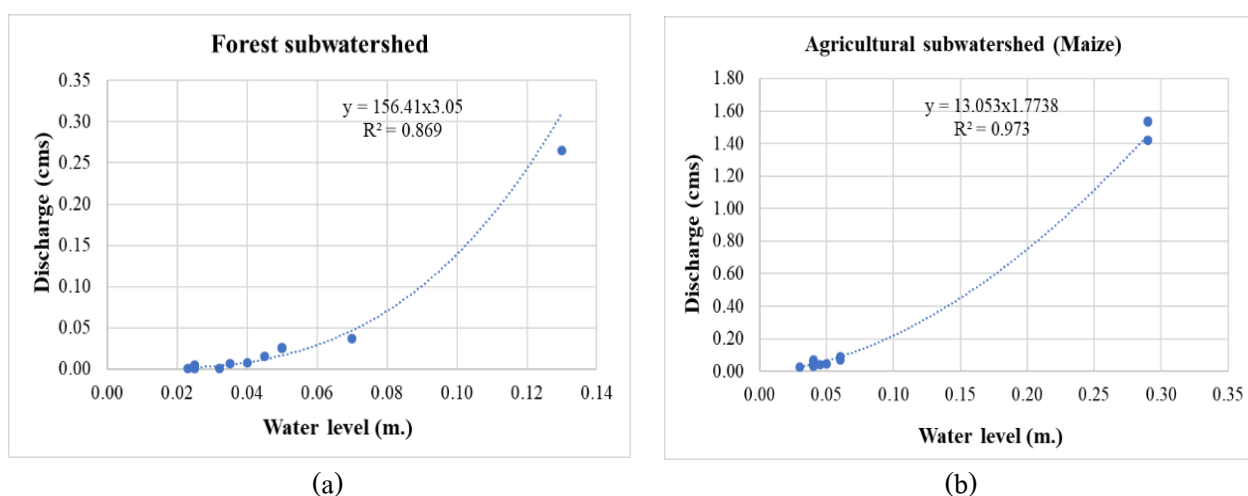 Forest subwatershed
0.35
0.30
0.25
0.20
0.15
0.10
0.05
0.00
Discharge (cms)
y = 156.41x3.05
R² = 0.869
0.00 0.02 0.04 0.06 0.08 0.10 0.12 0.14
Water level (m.)
(a)
Agricultural subwatershed (Maize)
1.80
1.60
1.40
1.20
1.00
0.80
0.60
0.40
0.20
0.00
Discharge (cms)
y = 13.053x1.7738
R² = 0.973
0.00 0.05 0.10 0.15 0.20 0.25 0.30 0.35
Water level (m.)
(b)